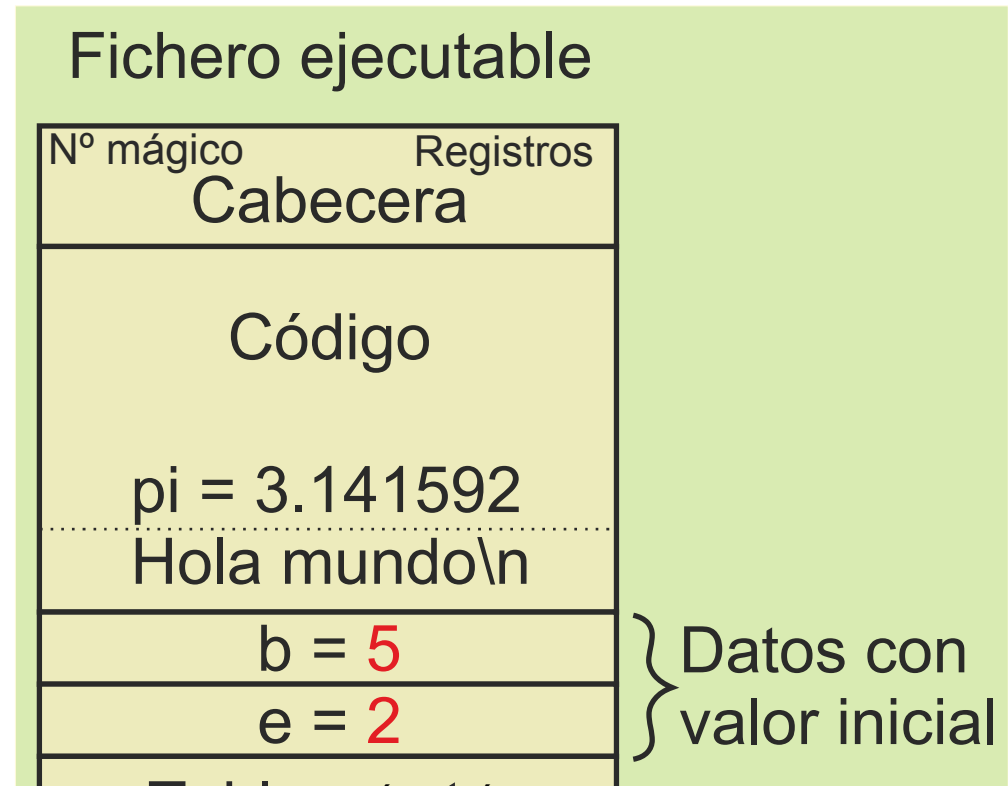 Fichero ejecutable
Nº mágico Registros
Cabecera
Código
pi = 3.141592
Hola mundo\n
b = 5
e = 2
Datos con
valor inicial